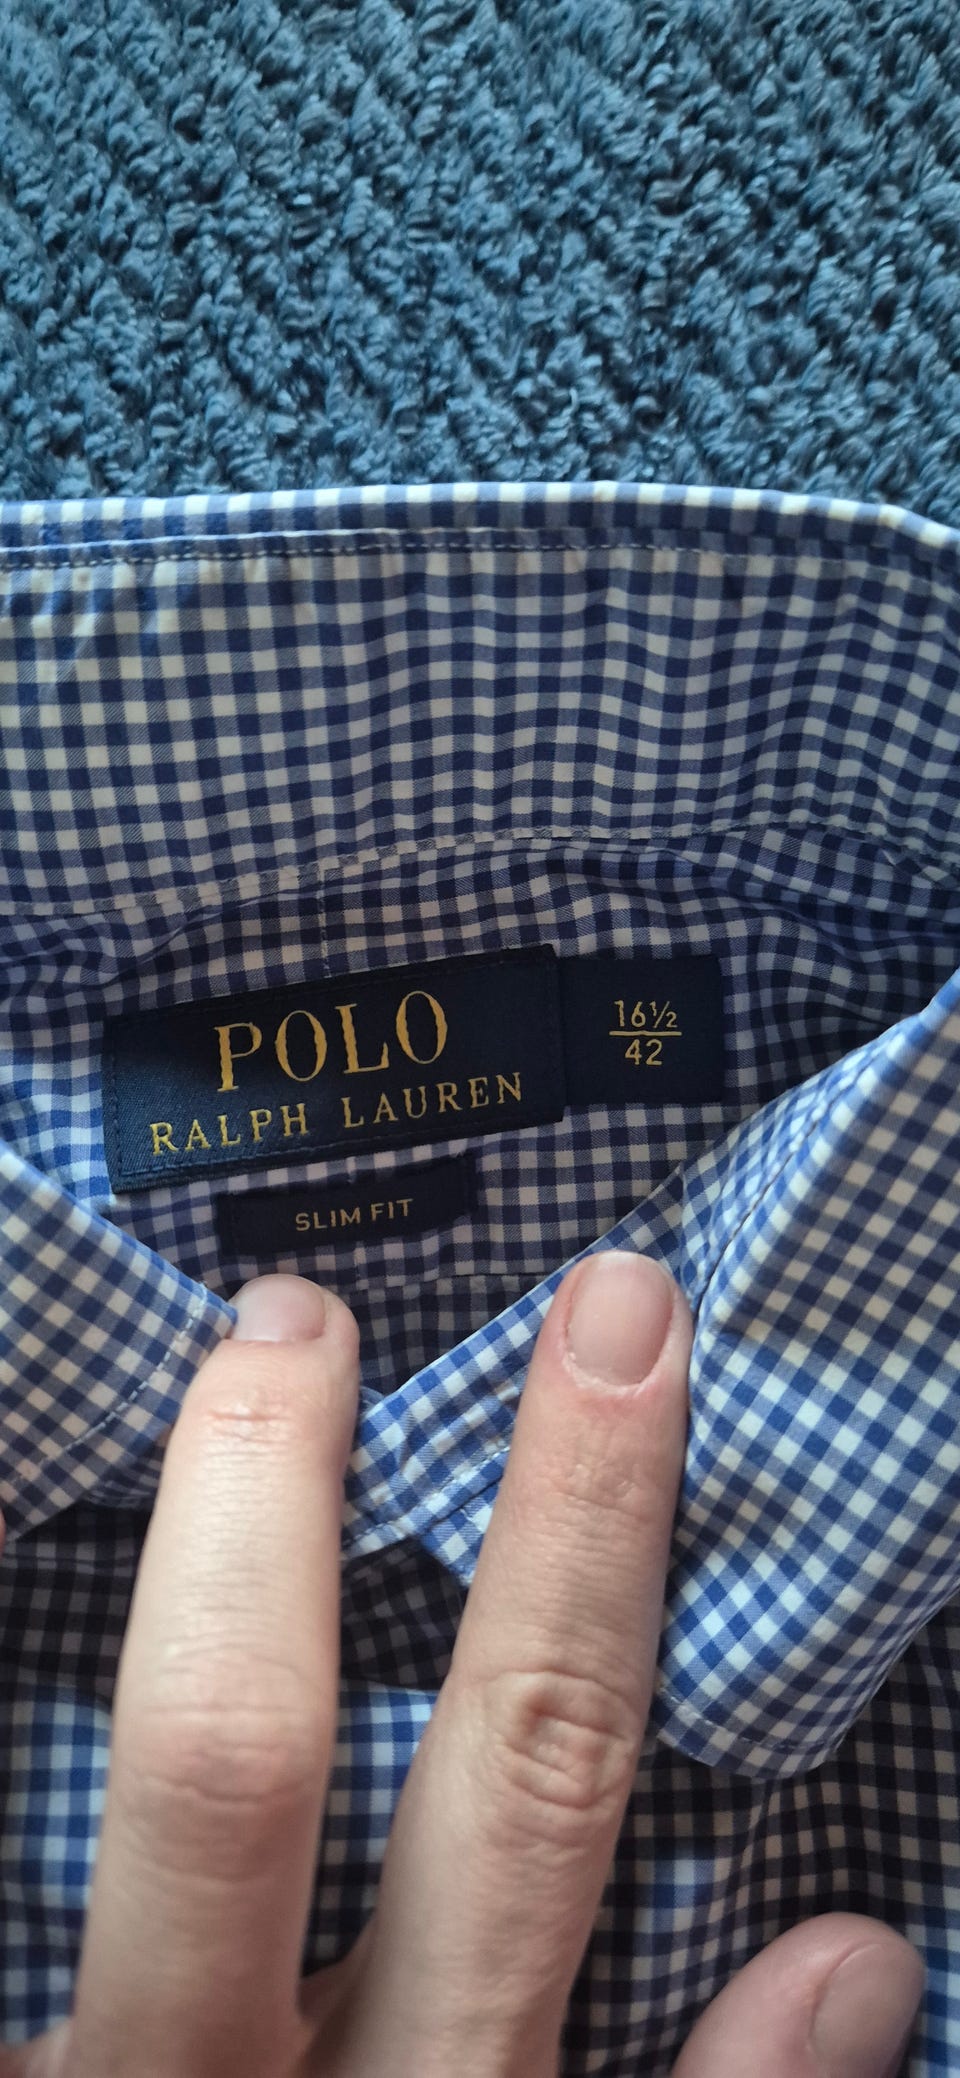 POLO
RALPH LAUREN
16½
42
SLIM FIT